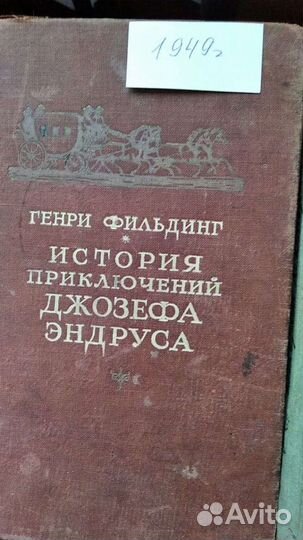 1949г
ГЕНРИ ФИЛЬДИНГ
ИСТОРИЯ
ПРИКЛЮЧЕНИЙ
ДЖОЗЕФА
ЭНДРУСА
Avito